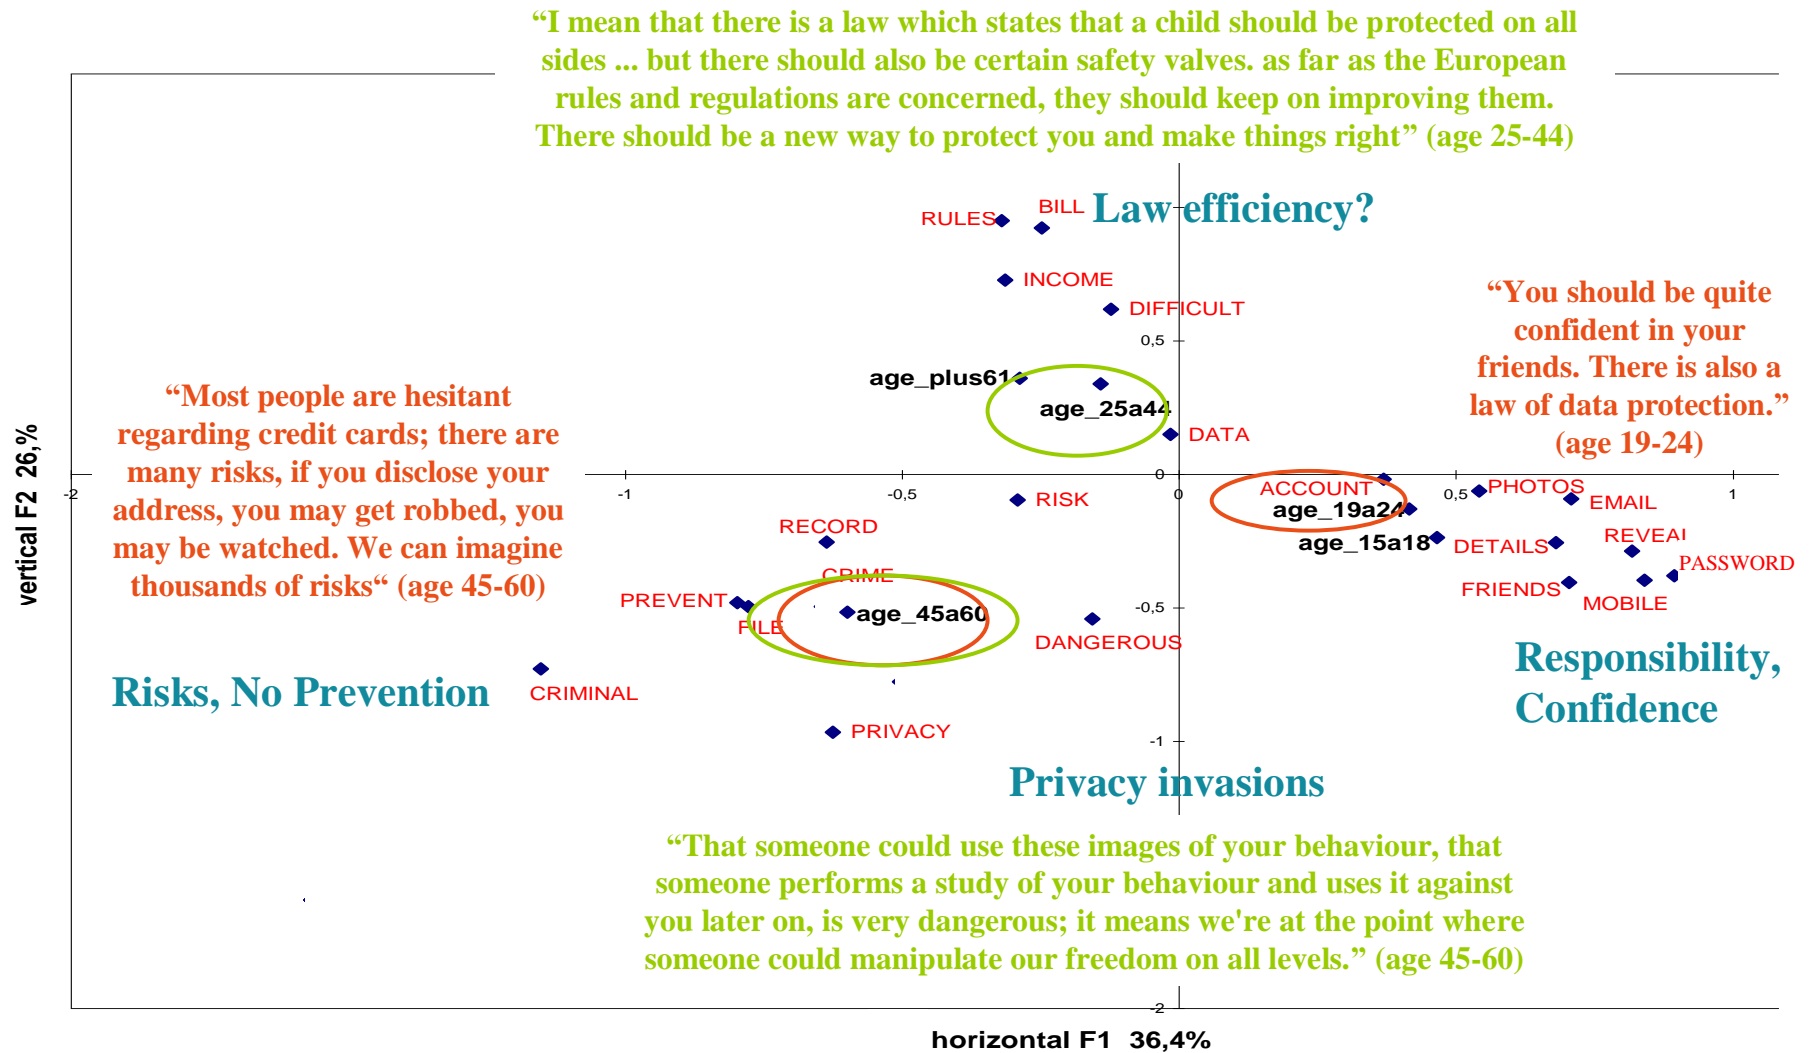 “I mean that there is a law which states that a child should be protected on all
sides ... but there should also be certain safety valves. as far as the European
rules and regulations are concerned, they should keep on improving them.
There should be a new way to protect you and make things right” (age 25-44)
RULES
BILL
Law efficiency?
INCOME
DIFFICULT
“You should be quite
confident in your
friends. There is also a
law of data protection.”
(age 19-24)
0,5
age_plus61
age_25a44
DATA
“Most people are hesitant
regarding credit cards; there are
many risks, if you disclose your
address, you may get robbed, you
may be watched. We can imagine
thousands of risks“ (age 45-60)
0
-2
-1
-0,5
0
0,5
1
ACCOUNT
PHOTOS
EMAIL
RISK
age_19a24
RECORD
age_15a18
DETAILS
REVEAL
PASSWORD
CRIME
FRIENDS
MOBILE
PREVENT
FILE
age_45a60
-0,5
DANGEROUS
Responsibility,
Confidence
Risks, No Prevention
CRIMINAL
PRIVACY
-1
Privacy invasions
“That someone could use these images of your behaviour, that
someone performs a study of your behaviour and uses it against
you later on, is very dangerous; it means we're at the point where
someone could manipulate our freedom on all levels.” (age 45-60)
-2
horizontal F1 36,4%
vertical F2 26,%